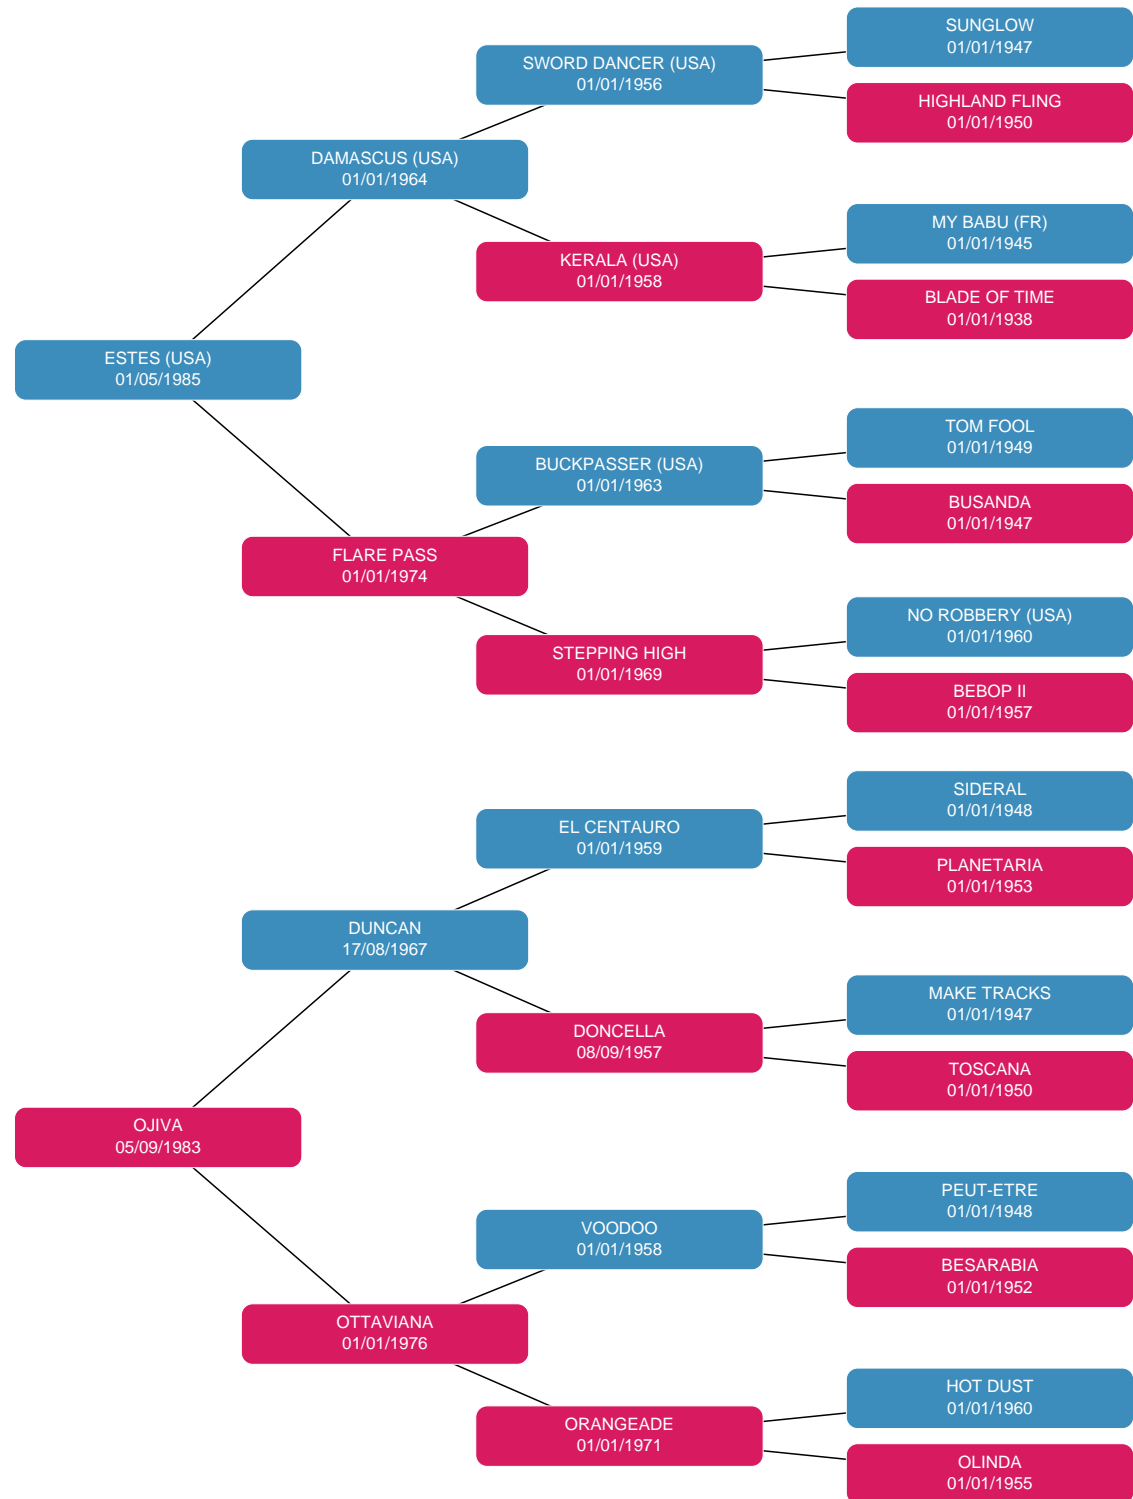 SUNGLOW
01/01/1947
SWORD DANCER (USA)
01/01/1956
HIGHLAND FLING
01/01/1950
DAMASCUS (USA)
01/01/1964
MY BABU (FR)
01/01/1945
KERALA (USA)
01/01/1958
BLADE OF TIME
01/01/1938
ESTES (USA)
01/05/1985
TOM FOOL
01/01/1949
BUCKPASSER (USA)
01/01/1963
BUSANDA
01/01/1947
FLARE PASS
01/01/1974
NO ROBBERY (USA)
01/01/1960
STEPPING HIGH
01/01/1969
BEBOP II
01/01/1957
SIDERAL
01/01/1948
EL CENTAURO
01/01/1959
PLANETARIA
01/01/1953
DUNCAN
17/08/1967
MAKE TRACKS
01/01/1947
DONCELLA
08/09/1957
TOSCANA
01/01/1950
OJIVA
05/09/1983
PEUT-ETRE
01/01/1948
VOODOO
01/01/1958
BESARABIA
01/01/1952
OTTAVIANA
01/01/1976
HOT DUST
01/01/1960
ORANGEADE
01/01/1971
OLINDA
01/01/1955